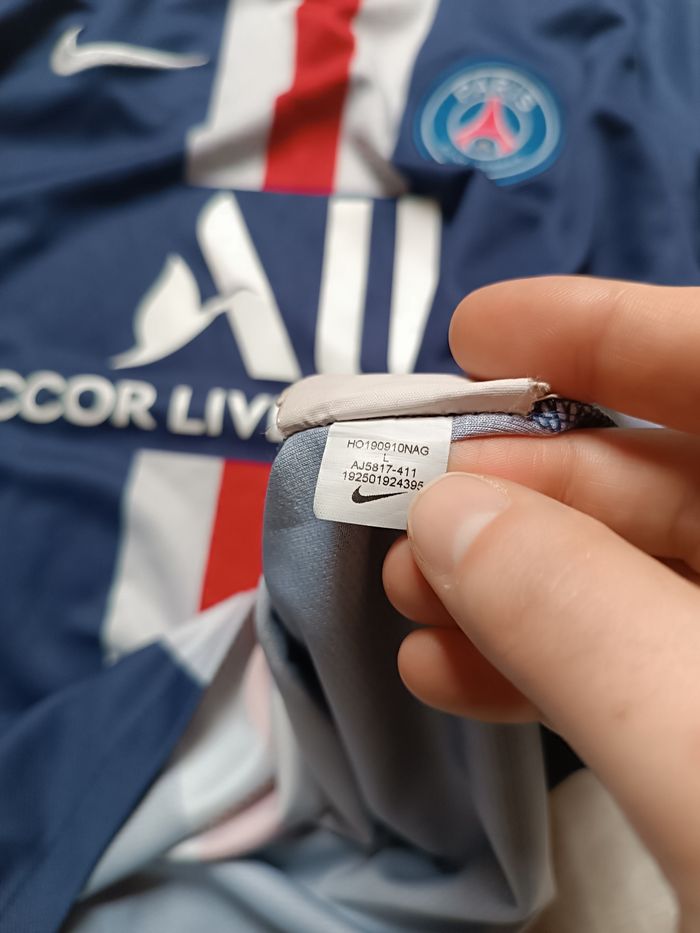 PARIS
ALL
CCOR LIVE
HO190910NAG
L
AJ5817-411
192501924395